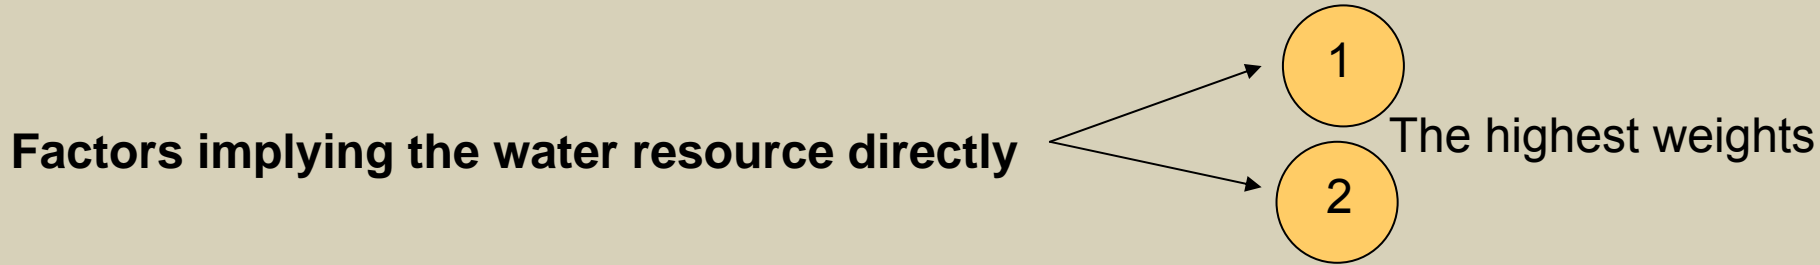 Factors implying the water resource directly
1
The highest weights
2